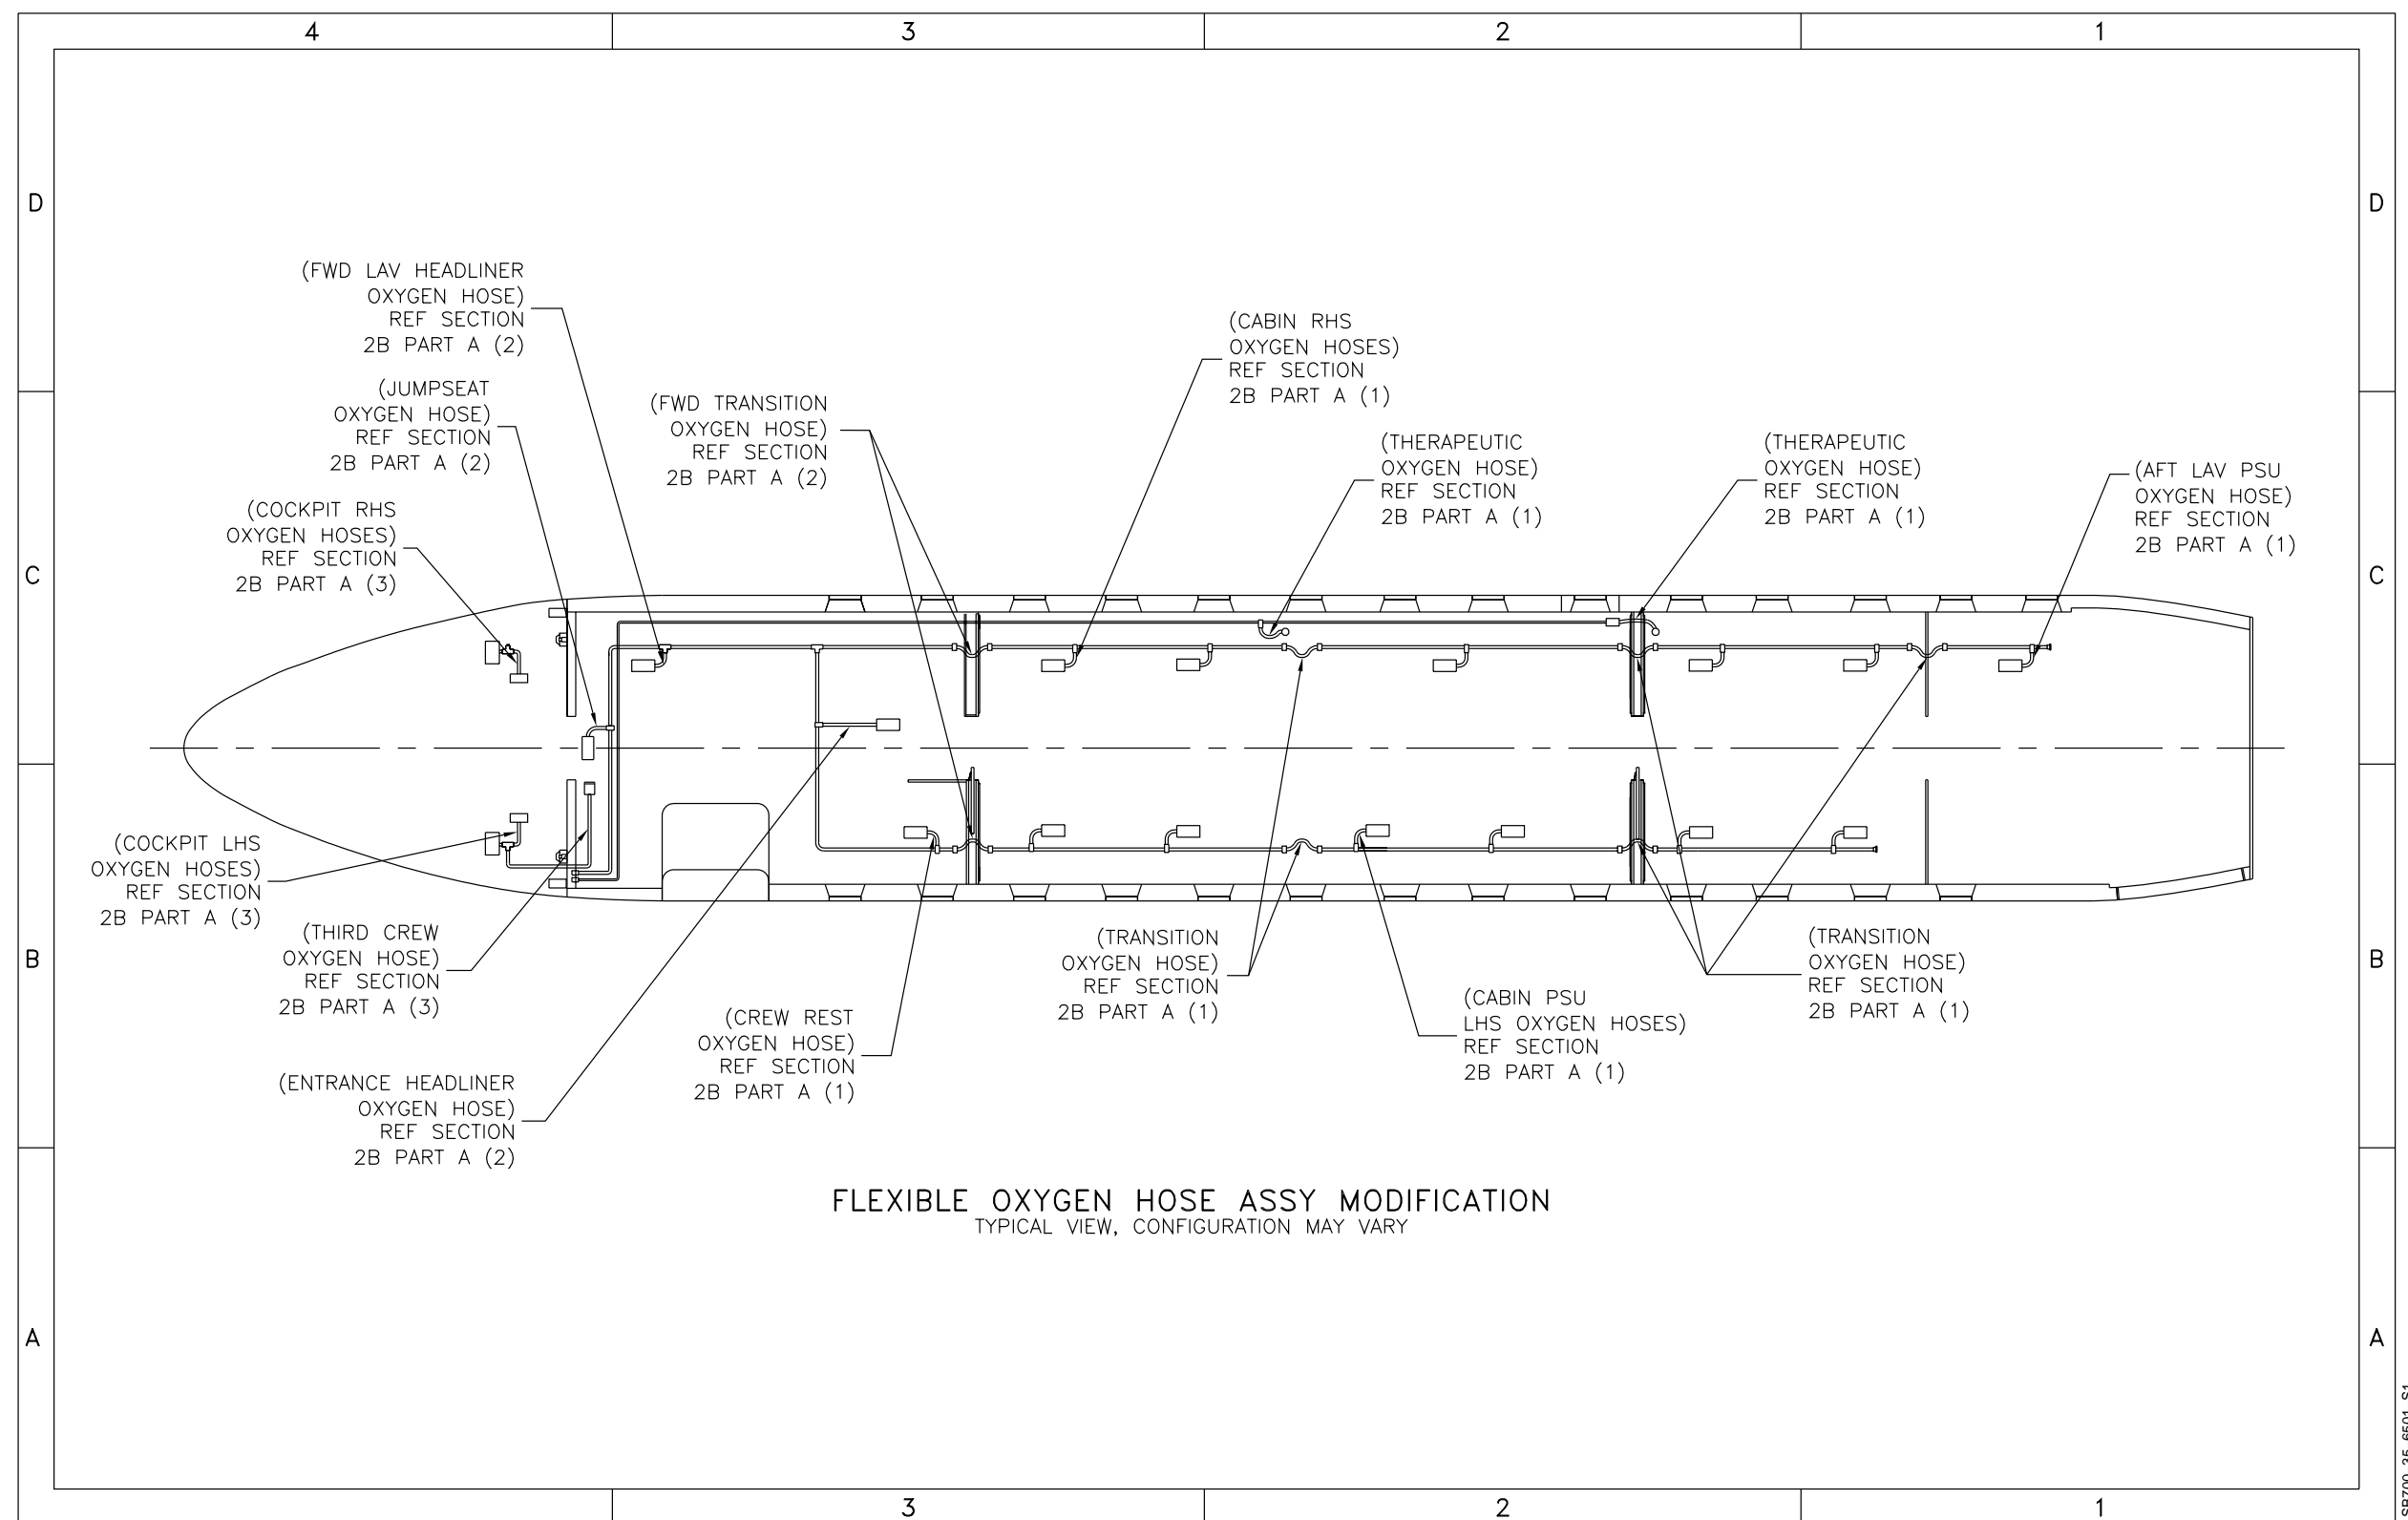 4 3 2 1
D D
(FWD LAV HEADLINER
OXYGEN HOSE)
REF SECTION
2B PART A (2)
(JUMPSEAT
OXYGEN HOSE)
REF SECTION
2B PART A (2)
(COCKPIT RHS
OXYGEN HOSES)
REF SECTION
2B PART A (3)
(FWD TRANSITION
OXYGEN HOSE)
REF SECTION
2B PART A (2)
(CABIN RHS
OXYGEN HOSES)
REF SECTION
2B PART A (1)
(THERAPEUTIC
OXYGEN HOSE)
REF SECTION
2B PART A (1)
(THERAPEUTIC
OXYGEN HOSE)
REF SECTION
2B PART A (1)
(AFT LAV PSU
OXYGEN HOSE)
REF SECTION
2B PART A (1)
C C
(COCKPIT LHS
OXYGEN HOSES)
REF SECTION
2B PART A (3)
(THIRD CREW
OXYGEN HOSE)
REF SECTION
2B PART A (3)
(ENTRANCE HEADLINER
OXYGEN HOSE)
REF SECTION
2B PART A (2)
(CREW REST
OXYGEN HOSE)
REF SECTION
2B PART A (1)
(TRANSITION
OXYGEN HOSE)
REF SECTION
2B PART A (1)
(CABIN PSU
LHS OXYGEN HOSES)
REF SECTION
2B PART A (1)
(TRANSITION
OXYGEN HOSE)
REF SECTION
2B PART A (1)
B B
FLEXIBLE OXYGEN HOSE ASSY MODIFICATION
TYPICAL VIEW, CONFIGURATION MAY VARY
A A
3 2 1